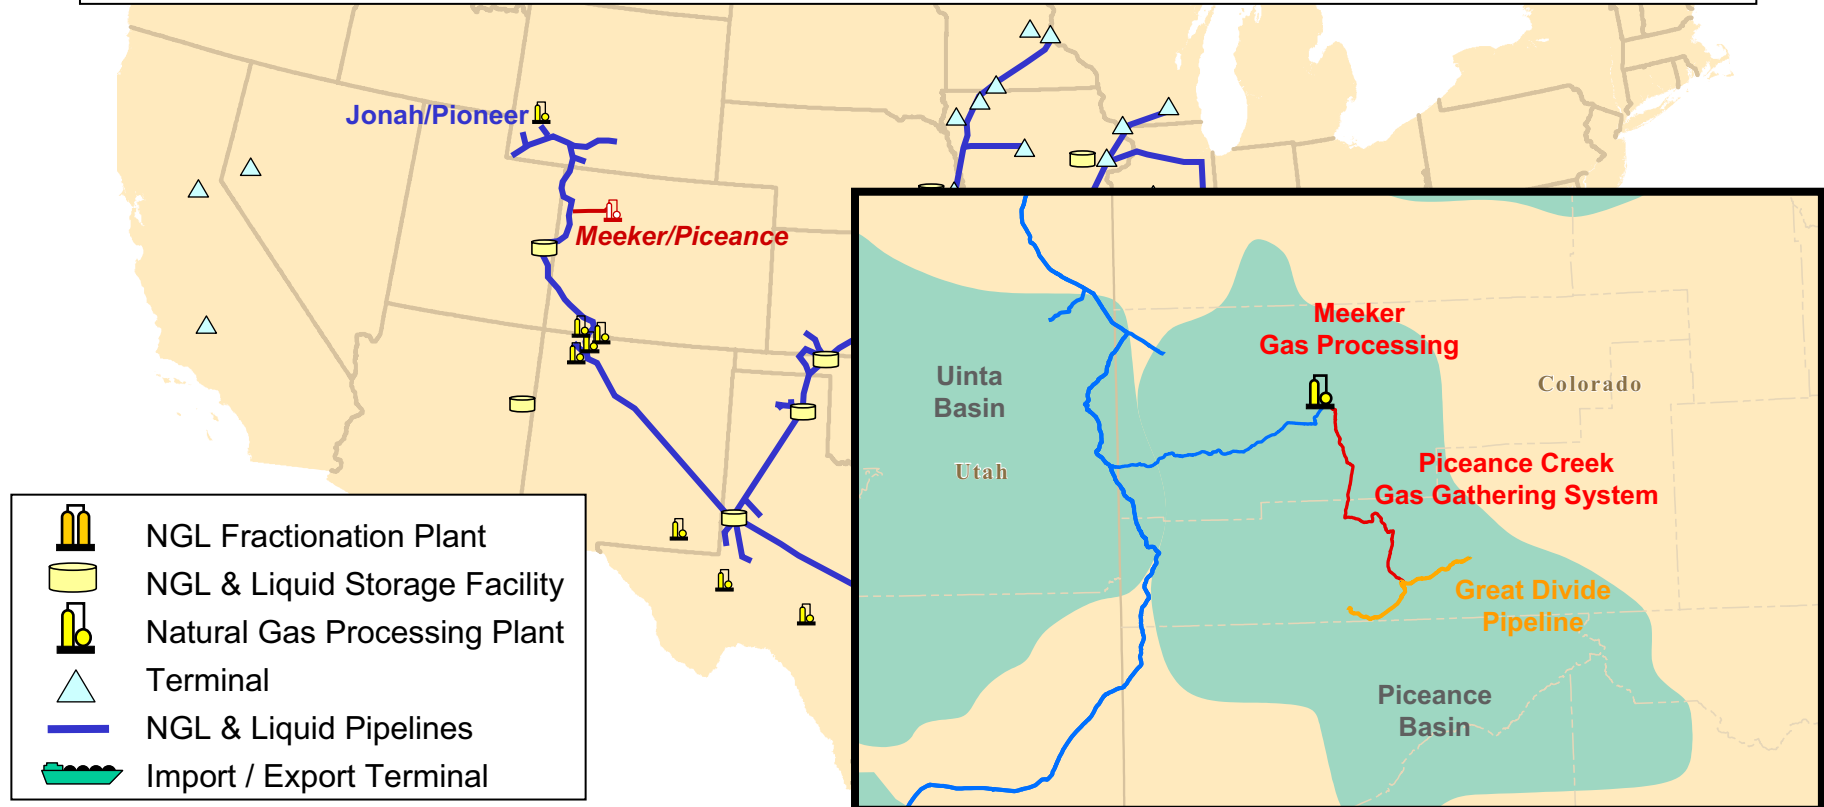 Jonah/Pioneer
Meeker/Piceance
Meeker
Gas Processing
Uinta
Basin
Colorado
Utah
Piceance Creek
Gas Gathering System
Great Divide
Pipeline
Piceance
Basin
NGL Fractionation Plant
NGL & Liquid Storage Facility
Natural Gas Processing Plant
Terminal
NGL & Liquid Pipelines
Import / Export Terminal